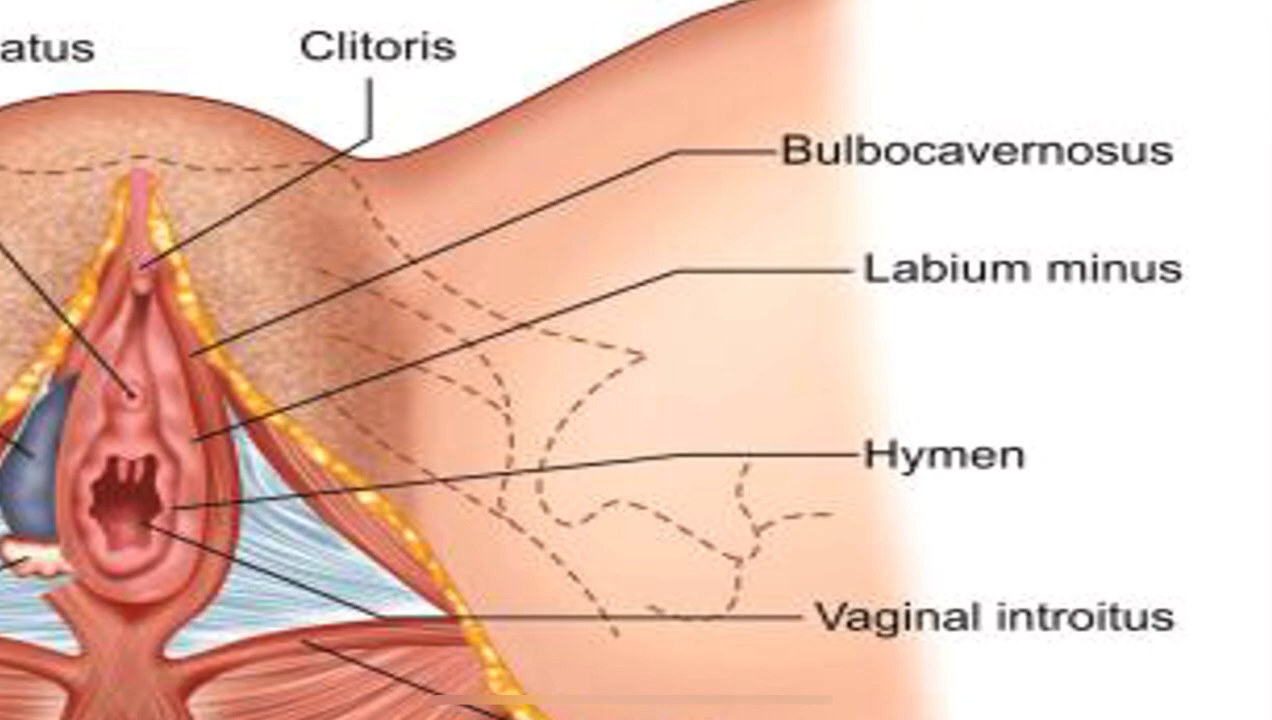 atus
Clitoris
Bulbocavernosus
Labium minus
Hymen
Vaginal introitus